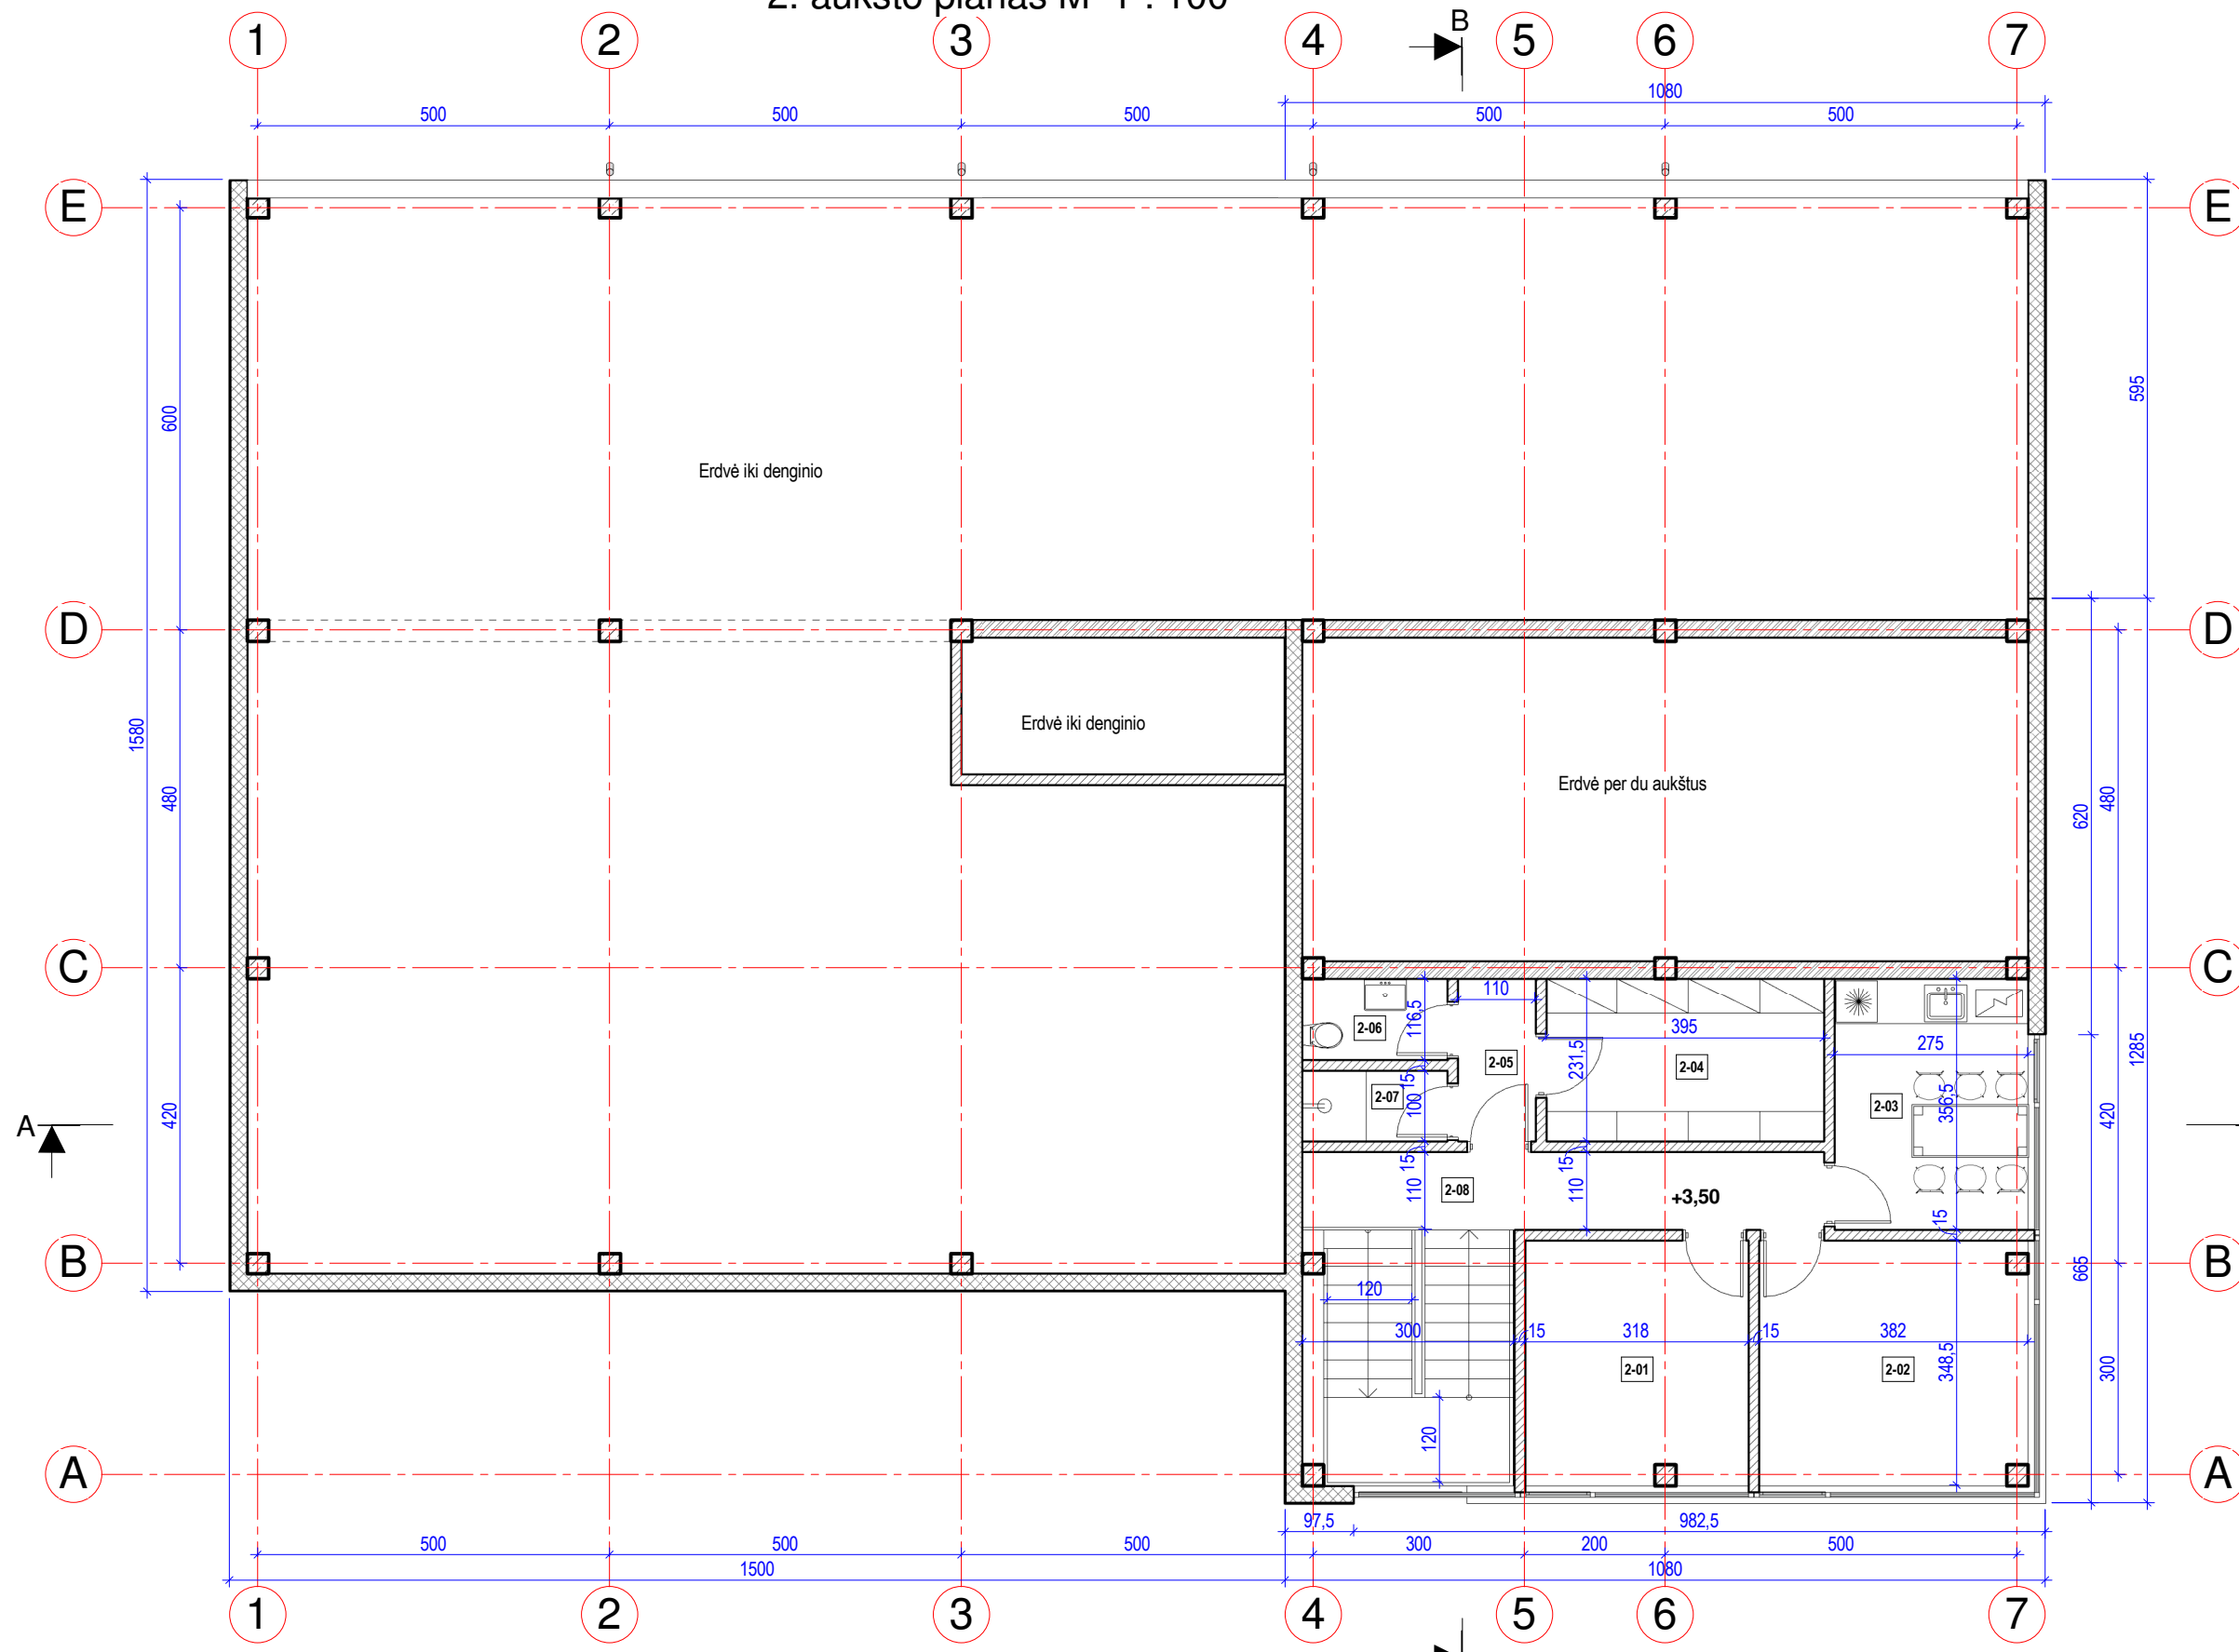 2. aukšto planas M 1 : 100
B
1 2 3 4 5 6 7
1080
500 500 500 500 500
E E
600
595
Erdvė iki denginio
D D
Erdvė iki denginio
1580
480
Erdvė per du aukštus
620
480
C C
110
116,5
2-06
395
275
2-05
231,5
2-04
1285
15
2-07
100
2-03
356,5
420
420
A
15
15
110
2-08
110
+3,50
15
B B
665
120
300 15 318 15 382
2-01
2-02
348,5
300
120
A A
97,5 982,5
500 500 500 300 200 500
1500 1080
1 2 3 4 5 6 7